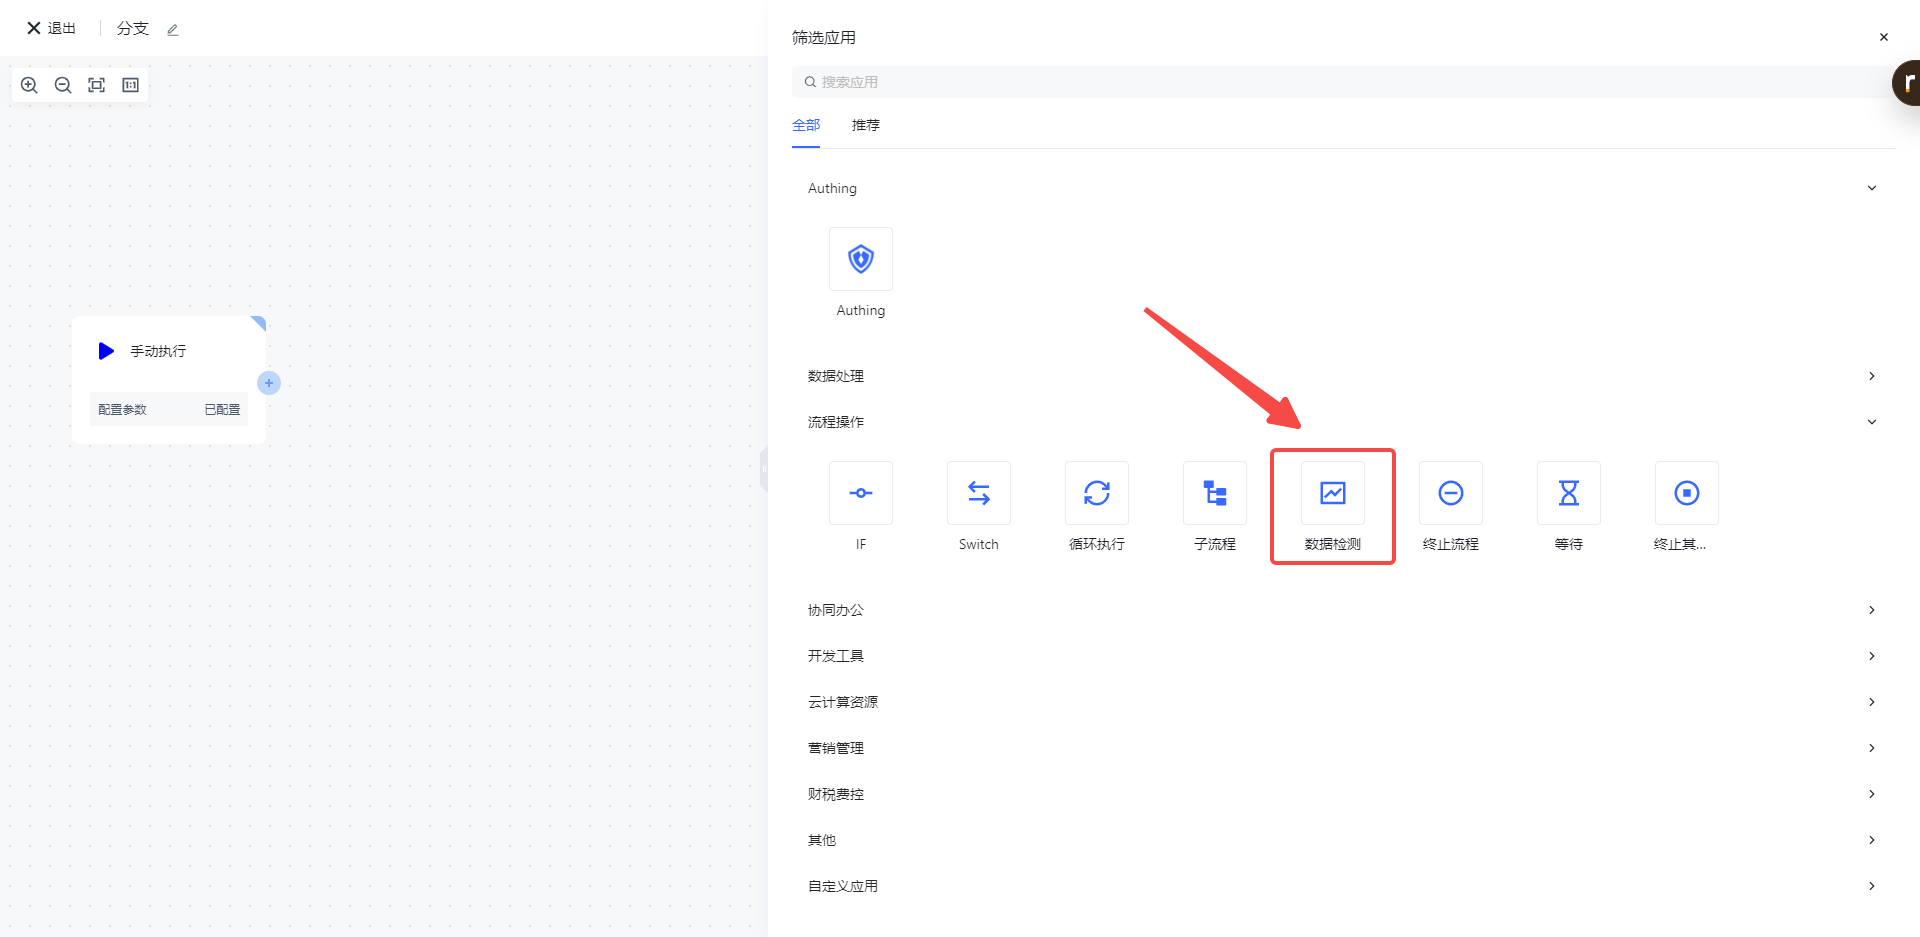 退出
分支
1:1
手动执行
配置参数 已配置
筛选应用
搜索应用
全部 推荐
Authing
Authing
数据处理
流程操作
IF Switch 循环执行 子流程 数据检测 终止流程 等待 终止其...
协同办公
开发工具
云计算资源
营销管理
财税费控
其他
自定义应用
r